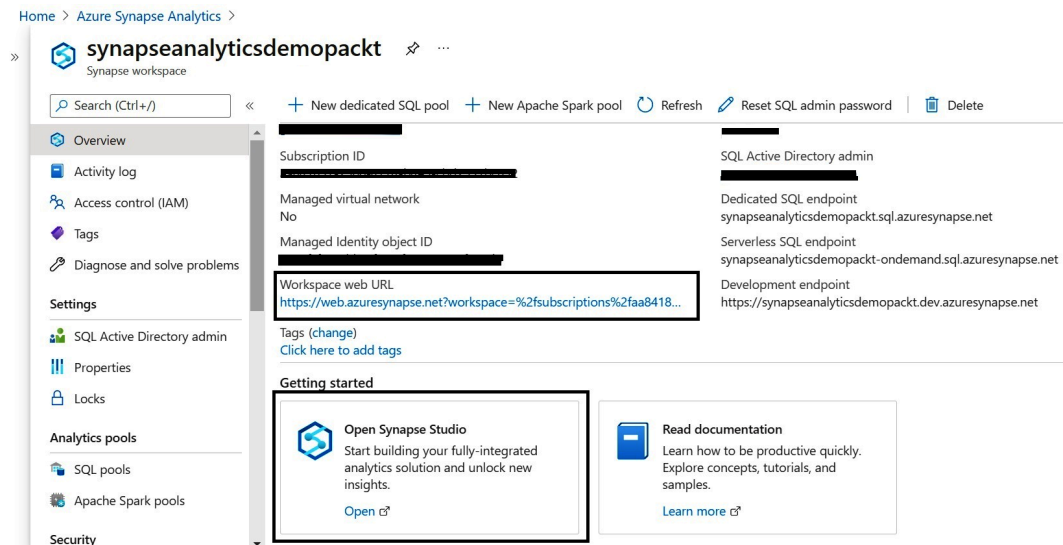 Home > Azure Synapse Analytics >
synapseanalyticsdemopackt
Synapse workspace
Search (Ctrl+/)
Overview
Activity log
Access control (IAM)
Tags
Diagnose and solve problems
Settings
SQL Active Directory admin
Properties
Locks
Analytics pools
SQL pools
Apache Spark pools
Security
New dedicated SQL pool
New Apache Spark pool
Refresh
Reset SQL admin password
Delete
Subscription ID
Managed virtual network
No
Managed Identity object ID
Workspace web URL
https://web.azuresynapse.net?workspace=%2fsubscriptions%2faa8418...
Tags (change)
Click here to add tags
SQL Active Directory admin
Dedicated SQL endpoint
synapseanalyticsdemopackt.sql.azuresynapse.net
Serverless SQL endpoint
synapseanalyticsdemopackt-ondemand.sql.azuresynapse.net
Development endpoint
https://synapseanalyticsdemopackt.dev.azuresynapse.net
Getting started
Open Synapse Studio
Start building your fully-integrated
analytics solution and unlock new
insights.
Open
Read documentation
Learn how to be productive quickly.
Explore concepts, tutorials, and
samples.
Learn more